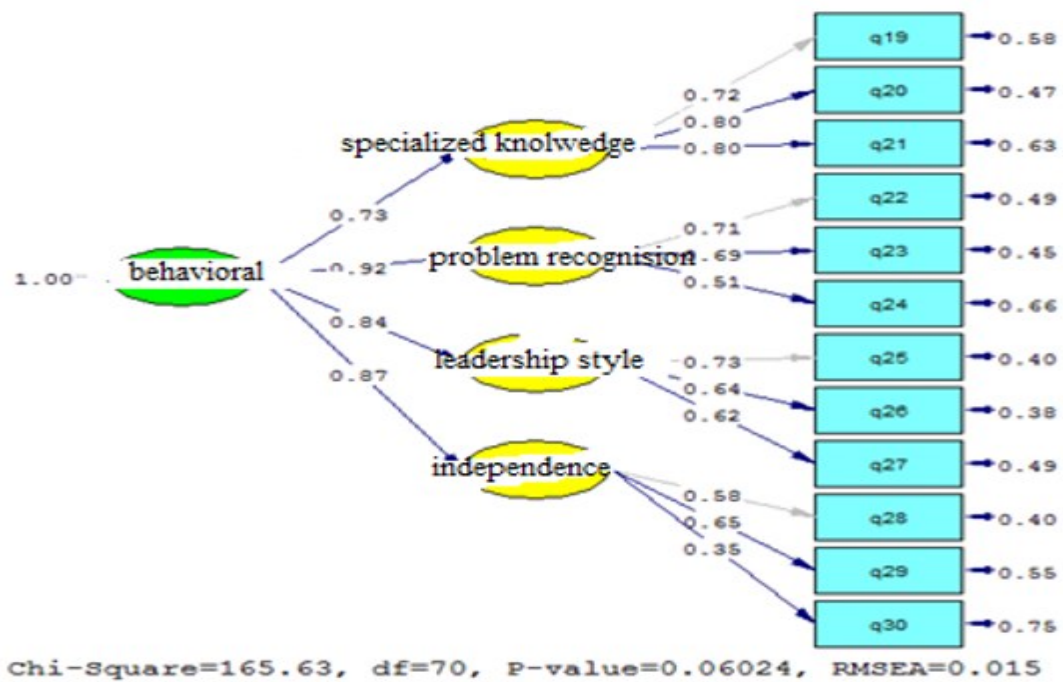 q19
0.58
0.72
q20
0.47
0.80
specialized knolwedge
0.80
q21
0.63
q22
0.49
0.73
0.71
behavioral
1.00
0.92
problem recognision
0.69
q23
0.45
0.51
q24
0.66
0.84
leadership style
0.73
q25
0.40
0.87
0.64
q26
0.38
0.62
q27
0.49
independence
0.58
q28
0.40
0.65
q29
0.55
0.35
q30
0.75
Chi-Square=165.63, df=70, P-value=0.06024, RMSEA=0.015